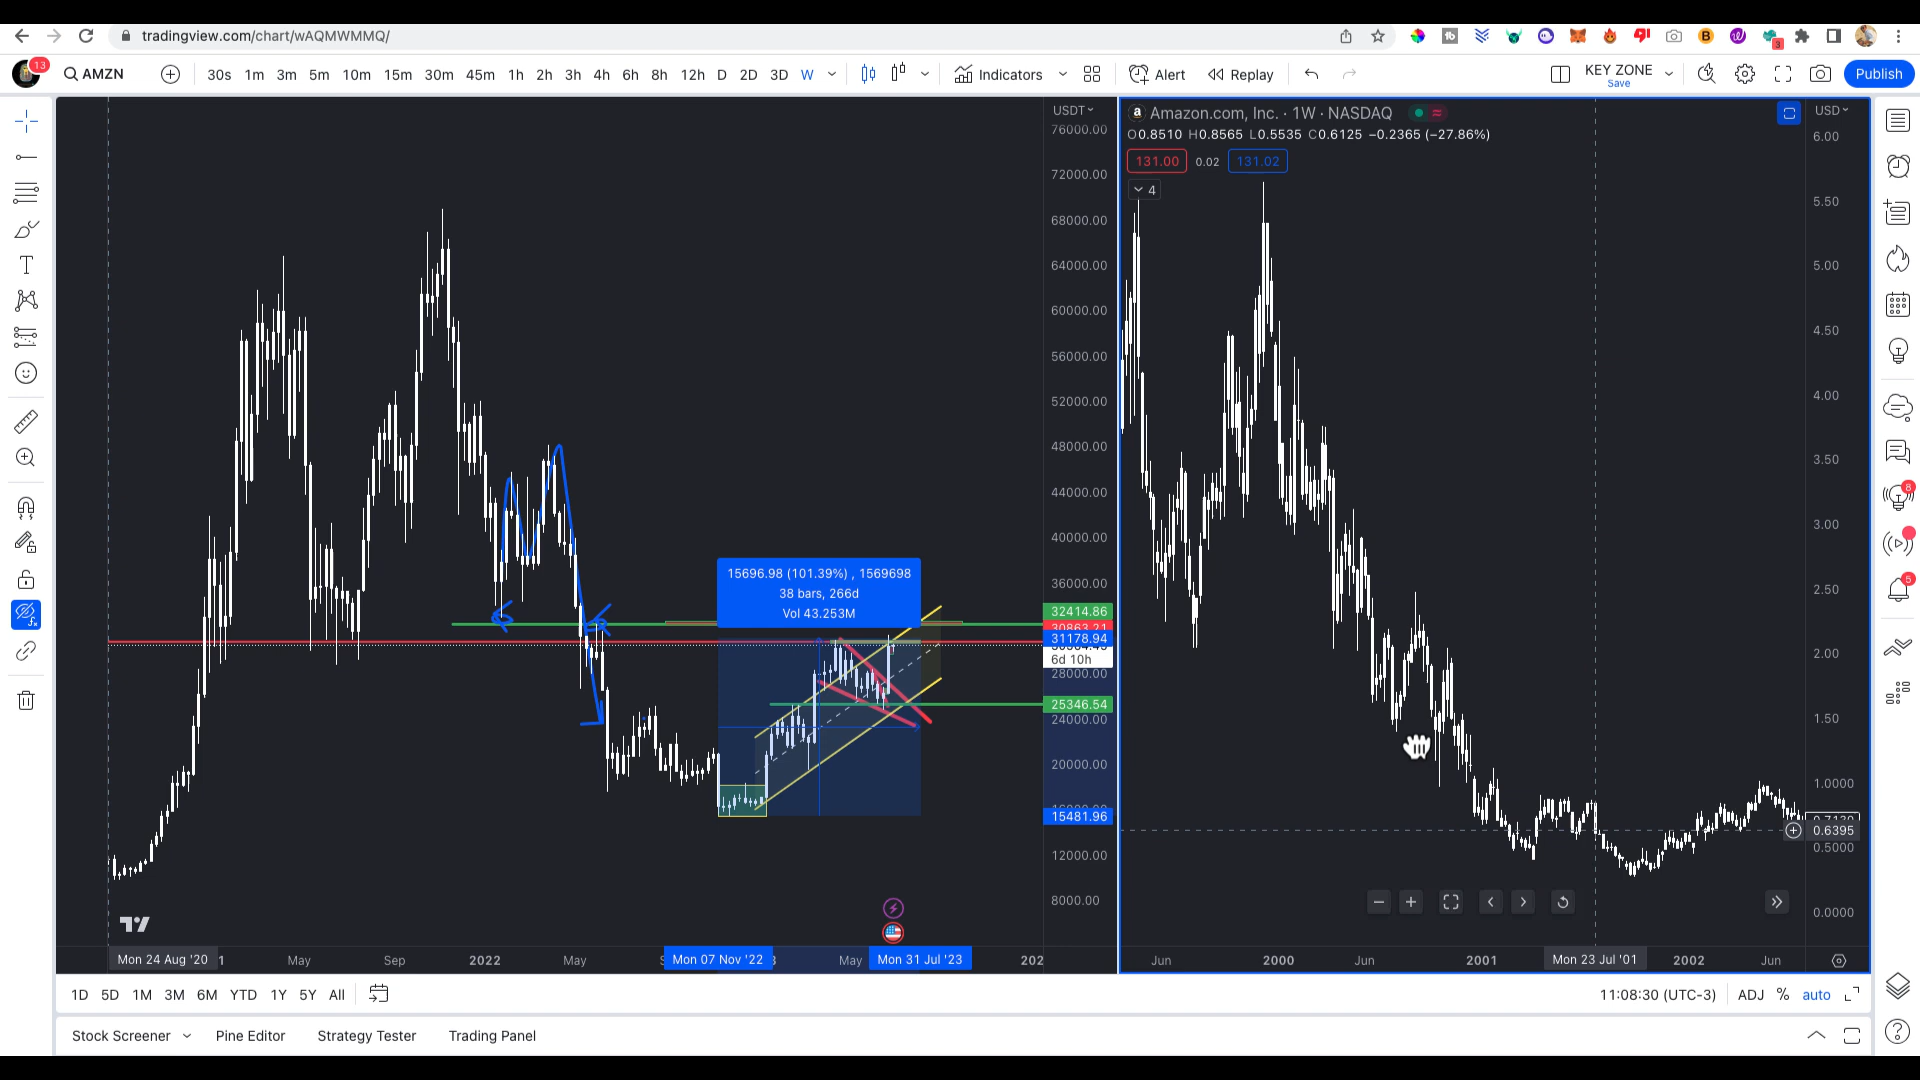 tradingview.com/chart/wAQMWMMQ/
13
AMZN
30s 1m 3m 5m 10m 15m 30m 45m 1h 2h 3h 4h 6h 8h 12h D 2D 3D W
Indicators
Alert
Replay
KEY ZONE
Save
Publish
USDT
76000.00
72000.00
68000.00
64000.00
60000.00
56000.00
52000.00
48000.00
44000.00
40000.00
36000.00
32414.86
30863.21
31178.94
6d 10h
28000.00
25346.54
24000.00
20000.00
15481.96
12000.00
8000.00
15696.98 (101.39%) , 1569698
38 bars, 266d
Vol 43.253M
Mon 24 Aug '20
May
Sep
2022
May
Mon 07 Nov '22
May
Mon 31 Jul '23
202
Amazon.com, Inc. · 1W · NASDAQ
O0.8510 H0.8565 L0.5535 C0.6125 −0.2365 (−27.86%)
131.00
0.02
131.02
4
USD
6.00
5.50
5.00
4.50
4.00
3.50
3.00
2.50
2.00
1.50
1.0000
0.6395
0.5000
0.0000
Jun
2000
Jun
2001
Mon 23 Jul '01
2002
Jun
8
5
3
1D 5D 1M 3M 6M YTD 1Y 5Y All
11:08:30 (UTC-3)
ADJ
%
auto
Stock Screener
Pine Editor
Strategy Tester
Trading Panel